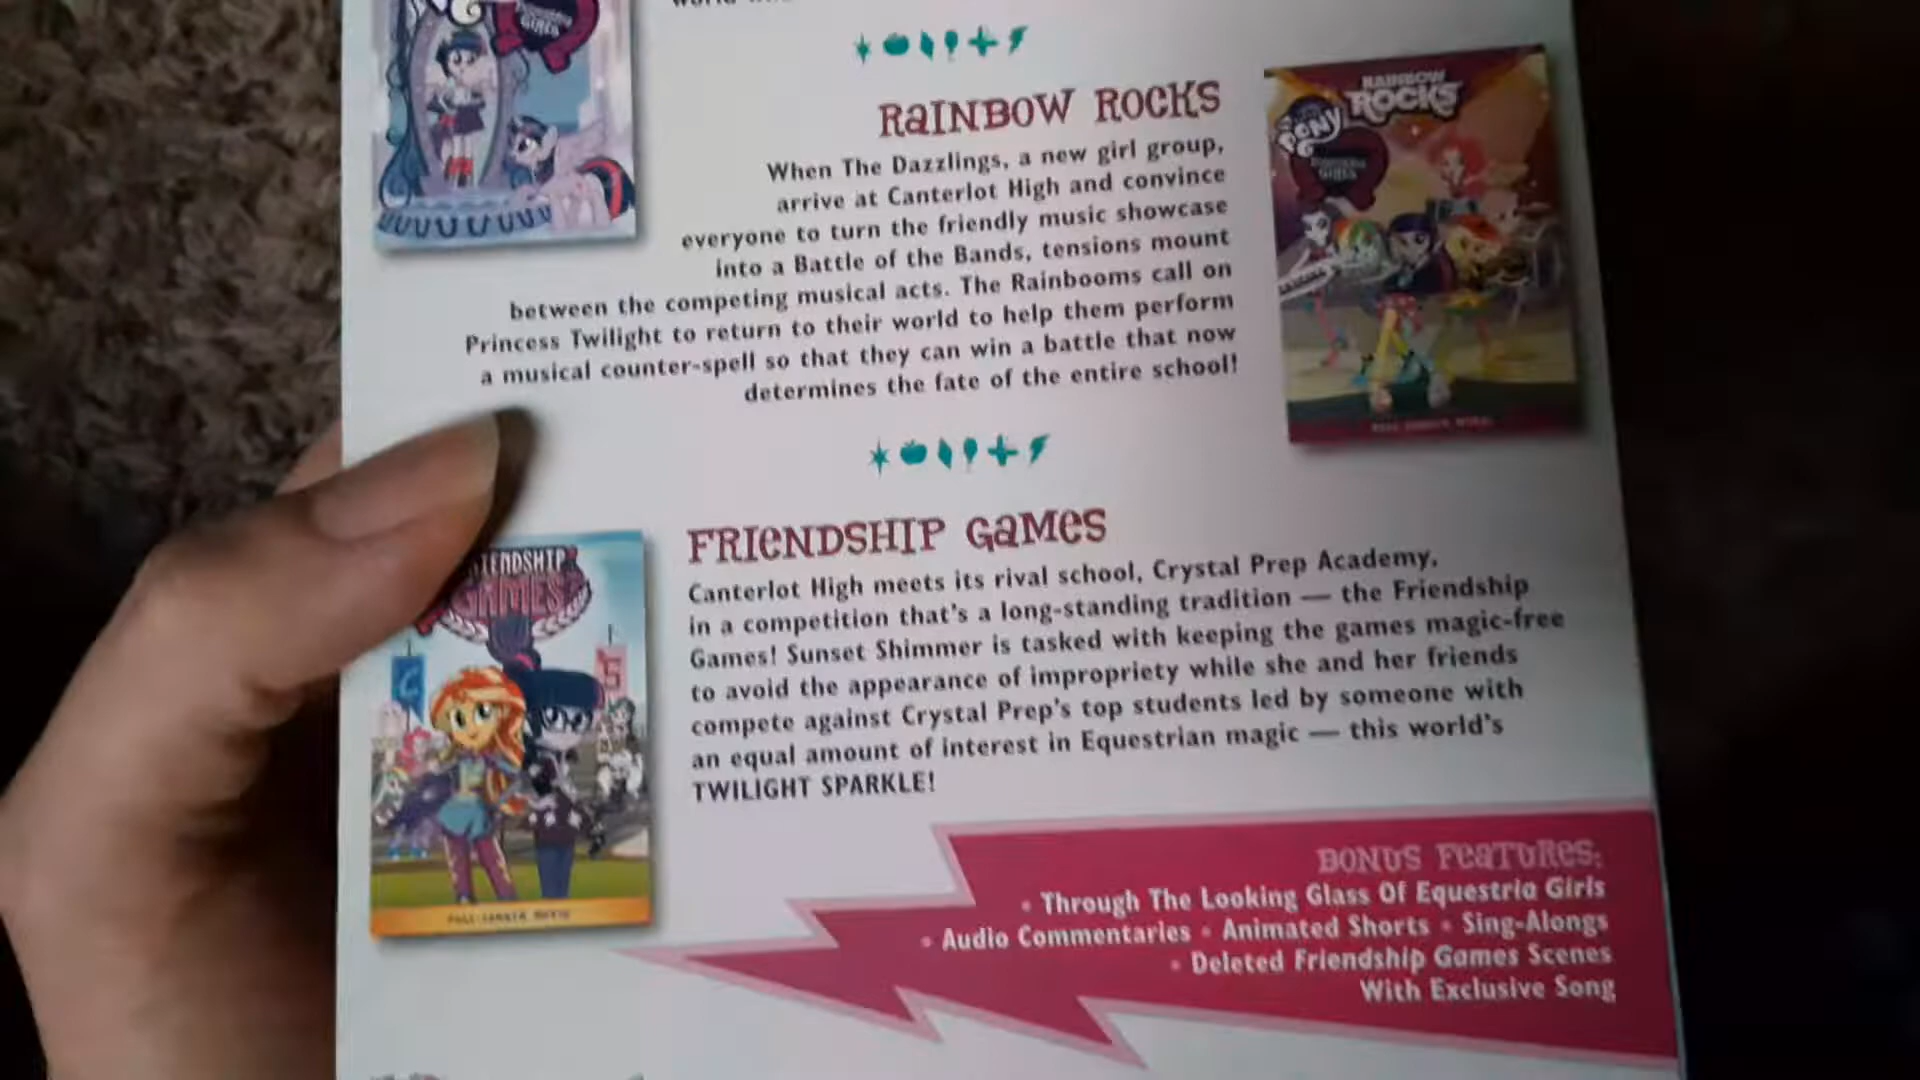 RAINBOW ROCKS
When The Dazzlings, a new girl group,
arrive at Canterlot High and convince
everyone to turn the friendly music showcase
into a Battle of the Bands, tensions mount
between the competing musical acts. The Rainbooms call on
Princess Twilight to return to their world to help them perform
a musical counter-spell so that they can win a battle that now
determines the fate of the entire school!
RAINBOW
ROCKS
PONY
FRIENDSHIP GAMES
Canterlot High meets its rival school, Crystal Prep Academy,
in a competition that's a long-standing tradition — the Friendship
Games! Sunset Shimmer is tasked with keeping the games magic-free
to avoid the appearance of impropriety while she and her friends
compete against Crystal Prep's top students led by someone with
an equal amount of interest in Equestrian magic — this world's
TWILIGHT SPARKLE!
GAMES
BONUS FEATURES:
• Through The Looking Glass Of Equestria Girls
• Audio Commentaries • Animated Shorts • Sing-Alongs
• Deleted Friendship Games Scenes
With Exclusive Song